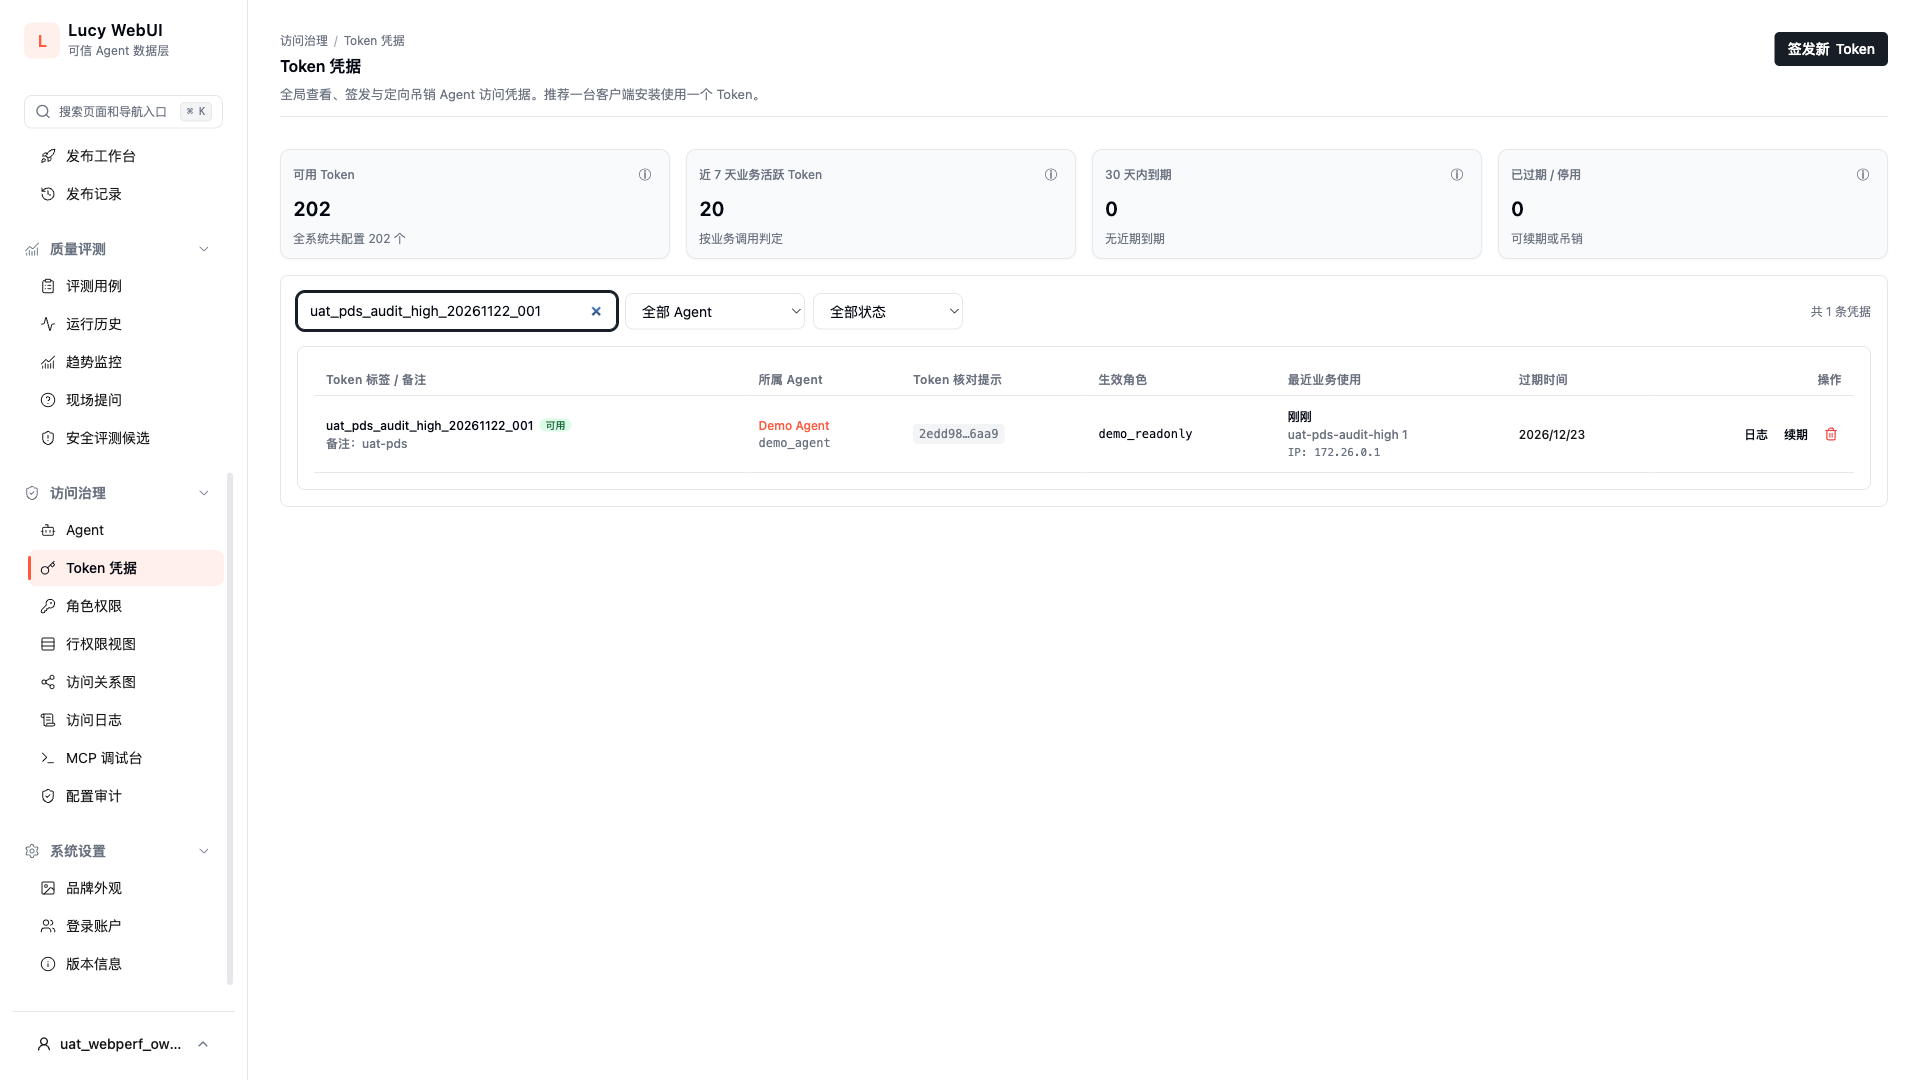 L
Lucy WebUI
可信 Agent 数据层
搜索页面和导航入口 ⌘ K
发布工作台
发布记录
质量评测
评测用例
运行历史
趋势监控
现场提问
安全评测候选
访问治理
Agent
Token 凭据
角色权限
行权限视图
访问关系图
访问日志
MCP 调试台
配置审计
系统设置
品牌外观
登录账户
版本信息
uat_webperf_ow...
访问治理 / Token 凭据
Token 凭据
全局查看、签发与定向吊销 Agent 访问凭据。推荐一台客户端安装使用一个 Token。
签发新 Token
可用 Token
202
全系统共配置 202 个
近 7 天业务活跃 Token
20
按业务调用判定
30 天内到期
0
无近期到期
已过期 / 停用
0
可续期或吊销
uat_pds_audit_high_20261122_001
全部 Agent
全部状态
共 1 条凭据
Token 标签 / 备注 所属 Agent Token 核对提示 生效角色 最近业务使用 过期时间 操作
uat_pds_audit_high_20261122_001 可用
备注：uat-pds
Demo Agent
demo_agent
2edd98…6aa9
demo_readonly
刚刚
uat-pds-audit-high 1
IP: 172.26.0.1
2026/12/23
日志 续期